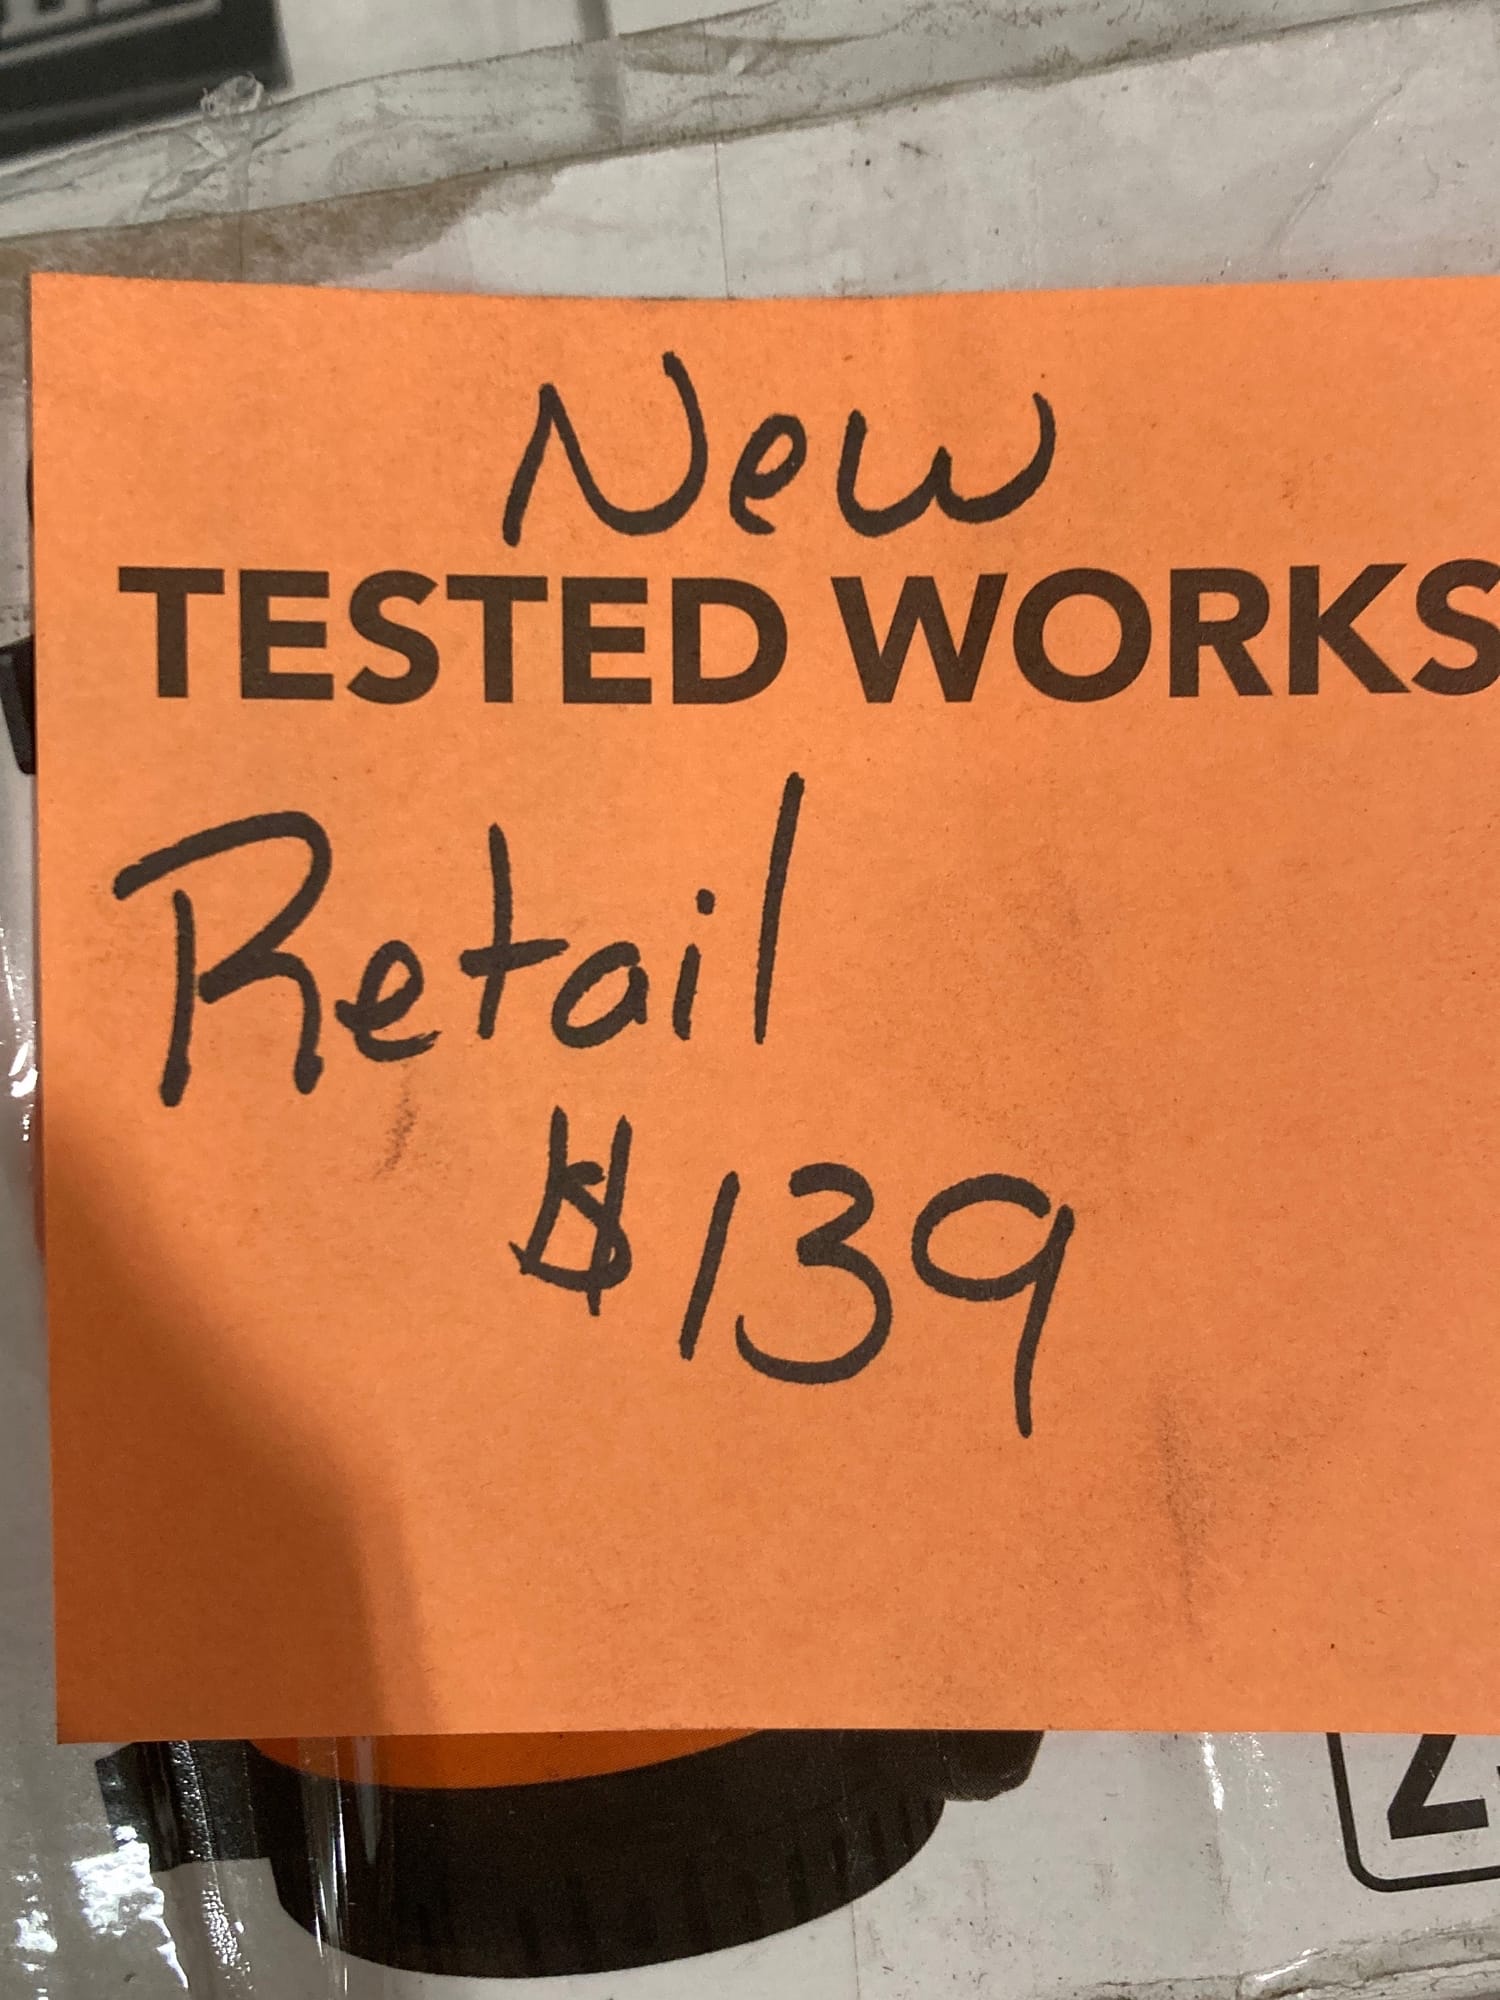 New
TESTED WORKS
Retail
$139